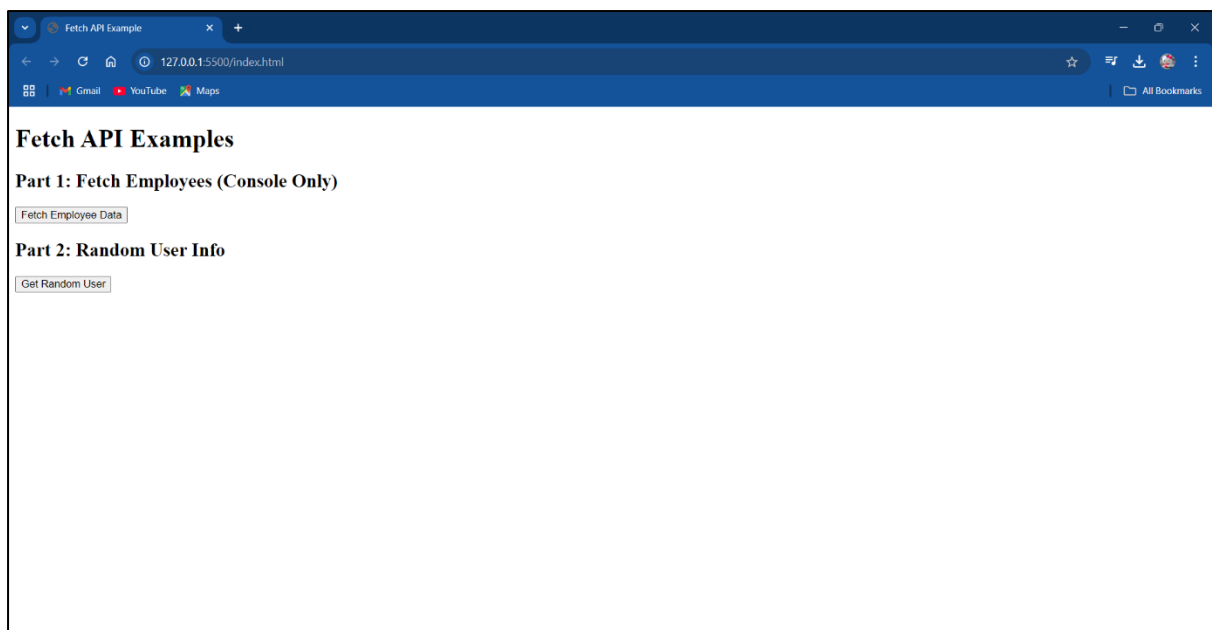 Fetch API Example
127.0.0.1:5500/index.html
Gmail YouTube Maps All Bookmarks
Fetch API Examples
Part 1: Fetch Employees (Console Only)
Fetch Employee Data
Part 2: Random User Info
Get Random User